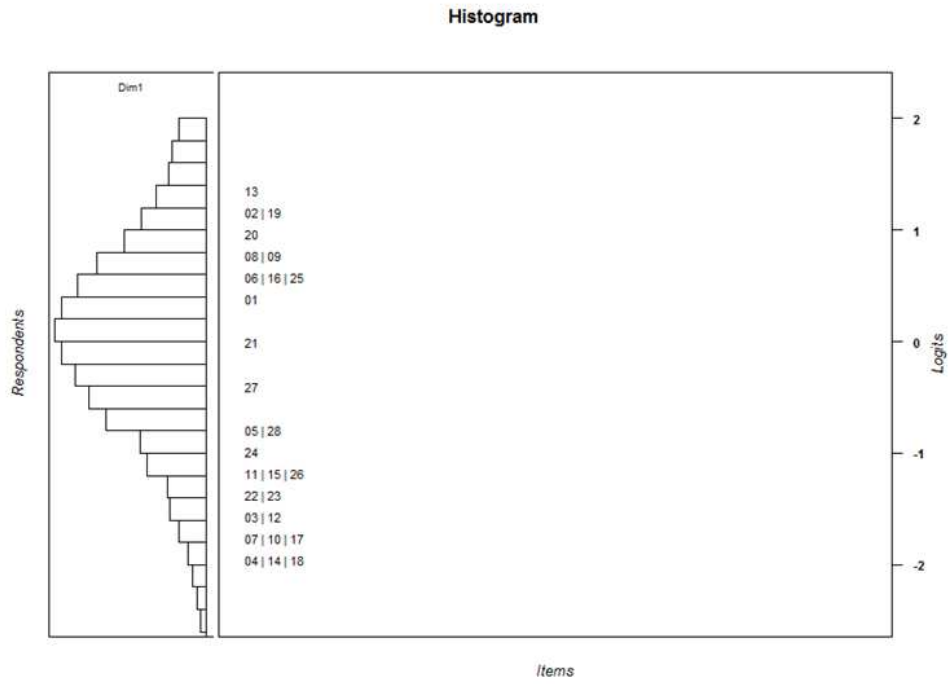 Histogram
Dim1
2
13
02 | 19
20
1
08 | 09
06 | 16 | 25
01
Respondents
21
0
Logits
27
05 | 28
24
-1
11 | 15 | 26
22 | 23
03 | 12
07 | 10 | 17
04 | 14 | 18
-2
Items